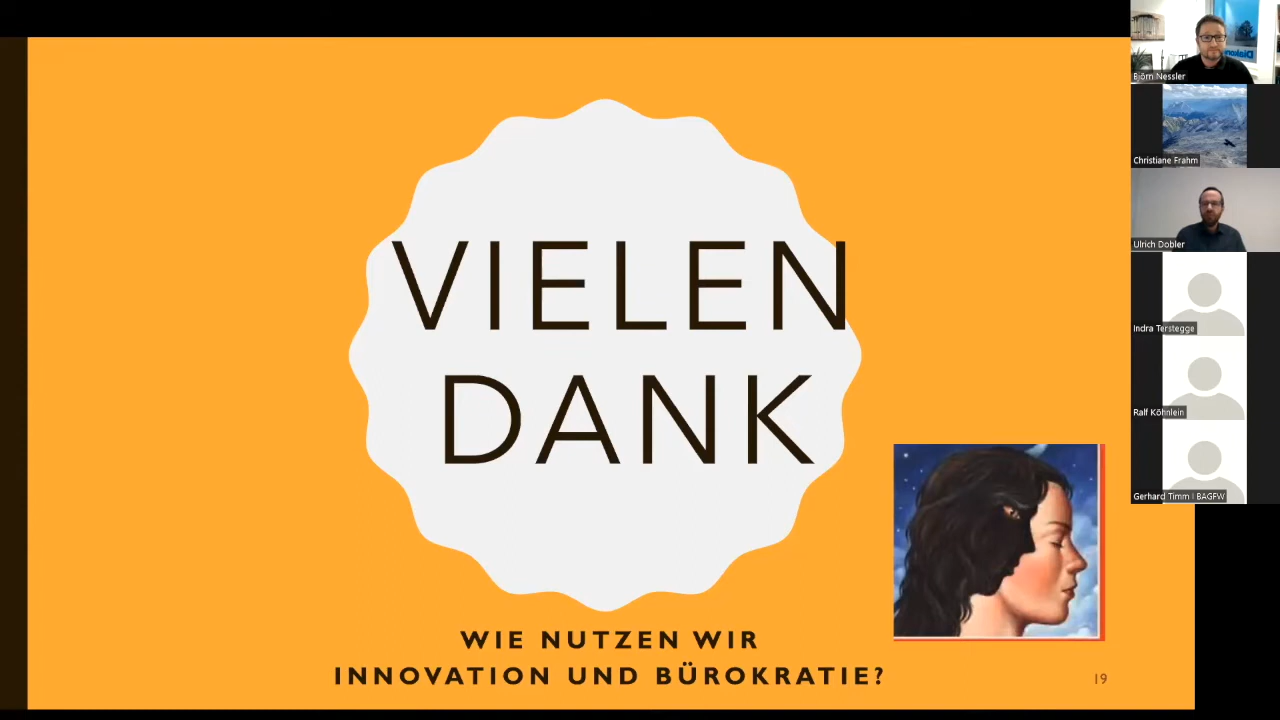 VIELEN
DANK
WIE NUTZEN WIR
INNOVATION UND BÜROKRATIE?
19
Björn Nessler
Christiane Frahm
Ulrich Dobler
Indra Terstegge
Ralf Köhnlein
Gerhard Timm | BAGFW